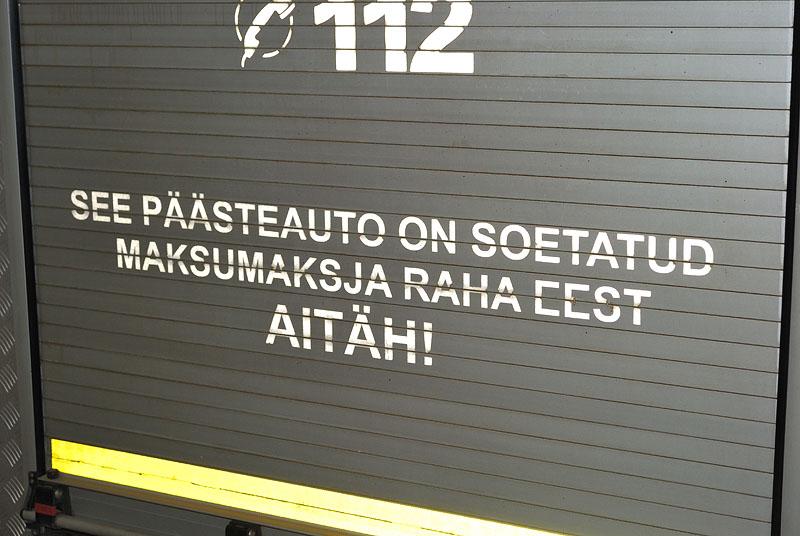 112
SEE PÄÄSTEAUTO ON SOETATUD
MAKSUMAKSJA RAHA EEST
AITÄH!